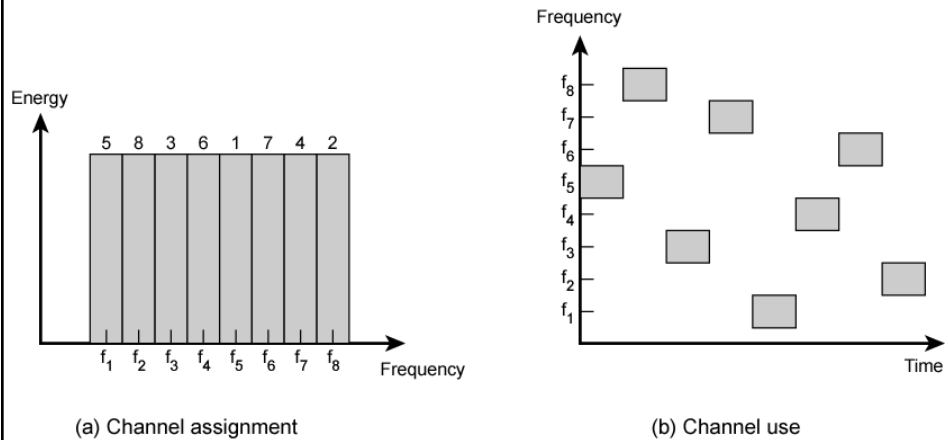 Energy
5 8 3 6 1 7 4 2
f1 f2 f3 f4 f5 f6 f7 f8
Frequency
(a) Channel assignment
Frequency
f8
f7
f6
f5
f4
f3
f2
f1
Time
(b) Channel use